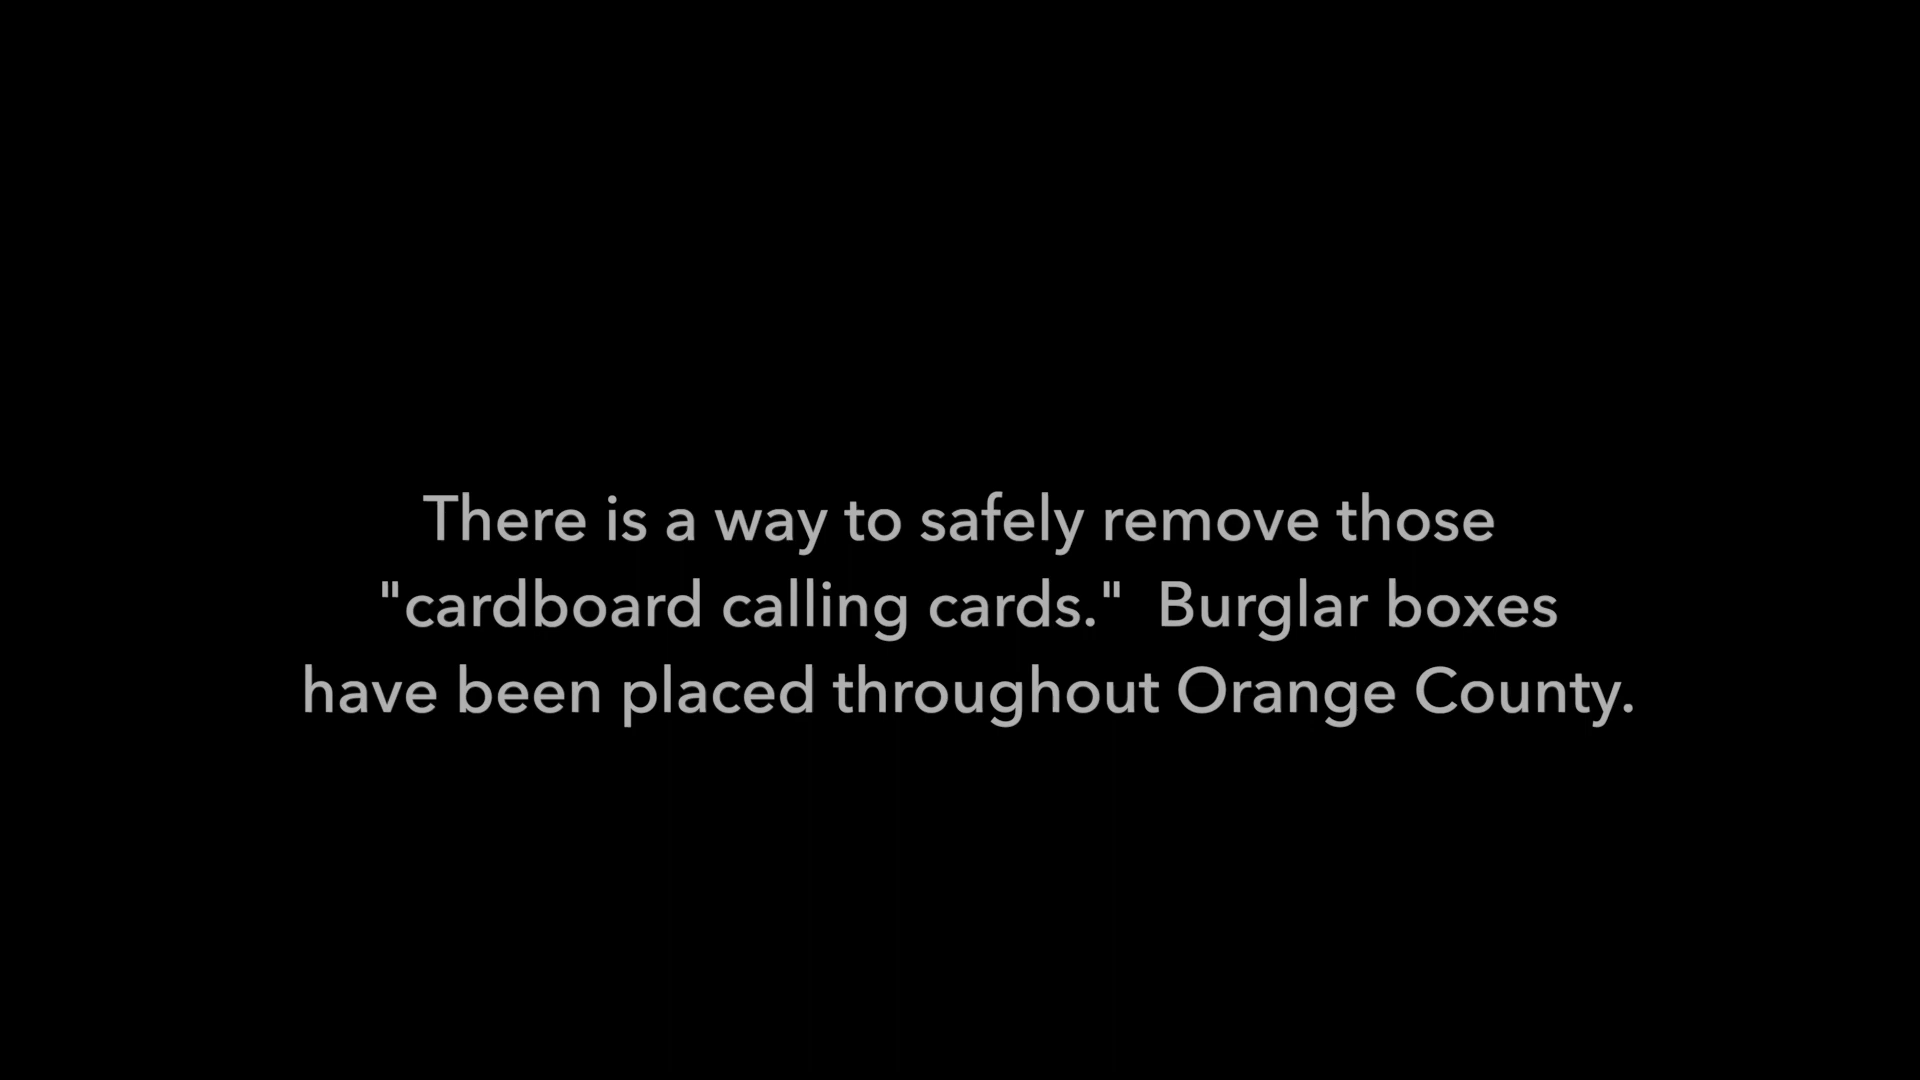 There is a way to safely remove those
"cardboard calling cards."  Burglar boxes
have been placed throughout Orange County.